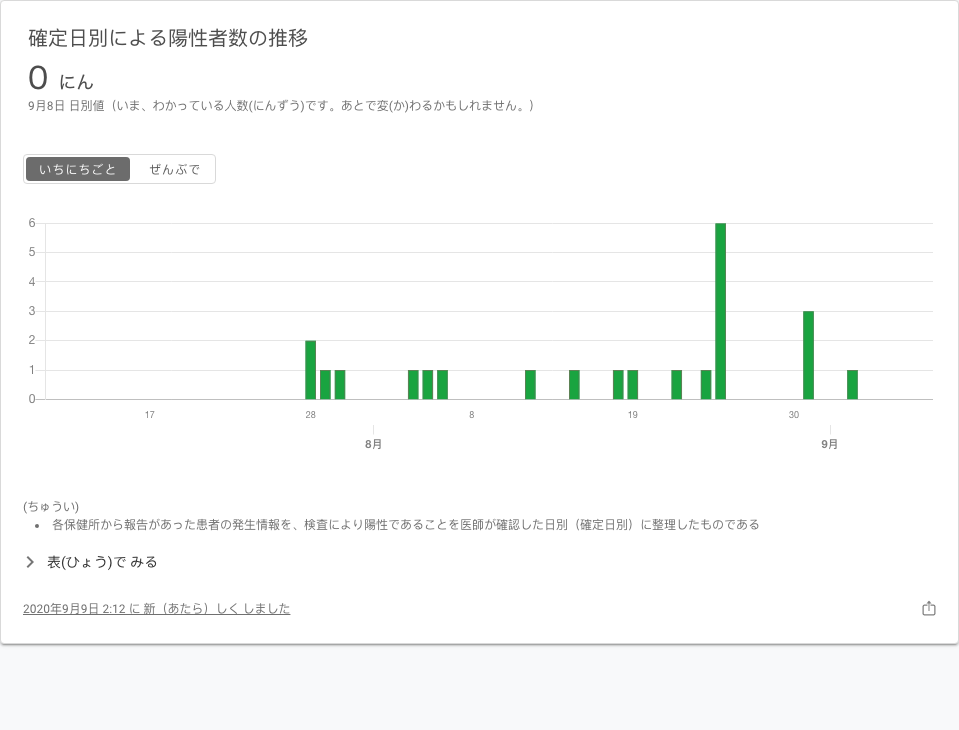 確定日別による陽性者数の推移
0 にん
9月8日 日別値（いま、わかっている人数(にんずう)です。あとで変(か)わるかもしれません。）
いちにちごと ぜんぶで
6
5
4
3
2
1
0
17 28 8 19 30
8月 9月
(ちゅうい)
• 各保健所から報告があった患者の発生情報を、検査により陽性であることを医師が確認した日別（確定日別）に整理したものである
表(ひょう)で みる
2020年9月9日 2:12 に 新（あたら）しく しました